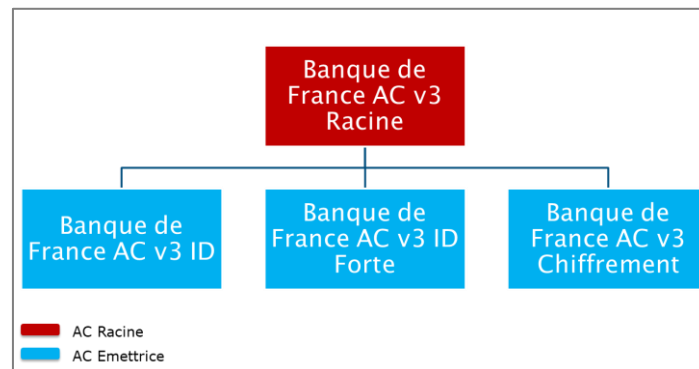 Banque de
France AC v3
Racine
Banque de
France AC v3 ID
Banque de
France AC v3 ID
Forte
Banque de
France AC v3
Chiffrement
AC Racine
AC Emettrice